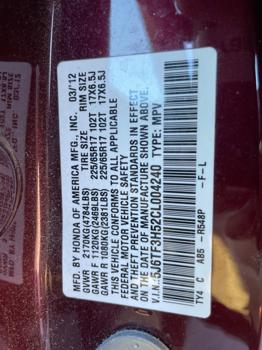 MFD. BY HONDA OF AMERICA MFG., INC. 03/12
TIRE SIZE RIM SIZE
GVWR 2170KG(4784LBS)
GAWR F 1120KG(2469LBS) 225/65R17 102T 17X6.5J
GAWR R 1080KG(2381LBS) 225/65R17 102T 17X6.5J
THIS VEHICLE CONFORMS TO ALL APPLICABLE
FEDERAL MOTOR VEHICLE SAFETY
AND THEFT PREVENTION STANDARDS IN EFFECT
ON THE DATE OF MANUFACTURE SHOWN ABOVE.
V.I.N.:5J6TF3H52CL004240 TYPE: MPV
TY4 C A85 R548P - F - L